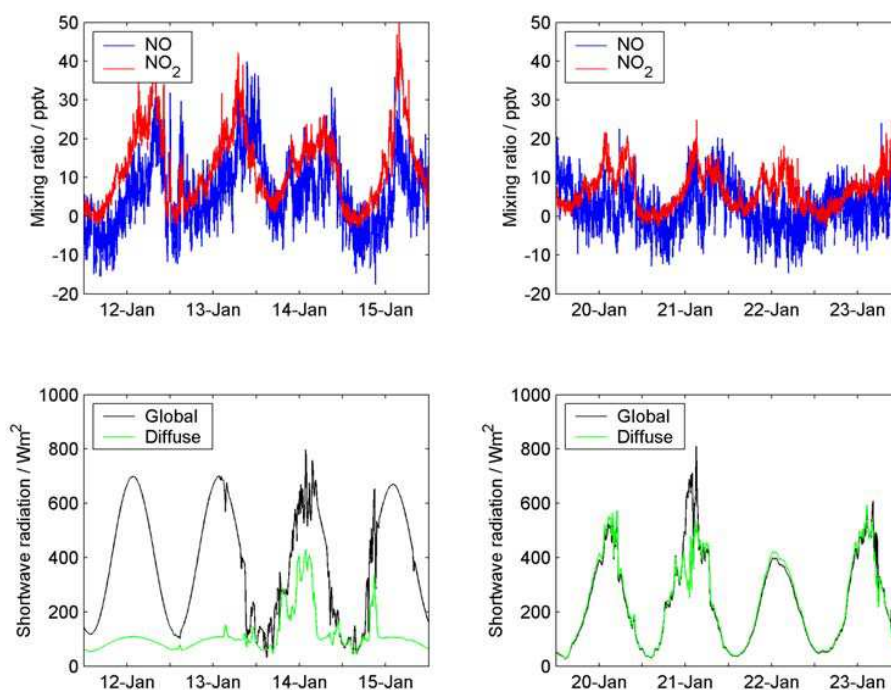 50
40
30
20
10
0
-10
-20
Mixing ratio / pptv
NO
NO2
12-Jan 13-Jan 14-Jan 15-Jan
50
40
30
20
10
0
-10
-20
Mixing ratio / pptv
NO
NO2
20-Jan 21-Jan 22-Jan 23-Jan
1000
800
600
400
200
0
Shortwave radiation / Wm2
Global
Diffuse
12-Jan 13-Jan 14-Jan 15-Jan
1000
800
600
400
200
0
Shortwave radiation / Wm2
Global
Diffuse
20-Jan 21-Jan 22-Jan 23-Jan